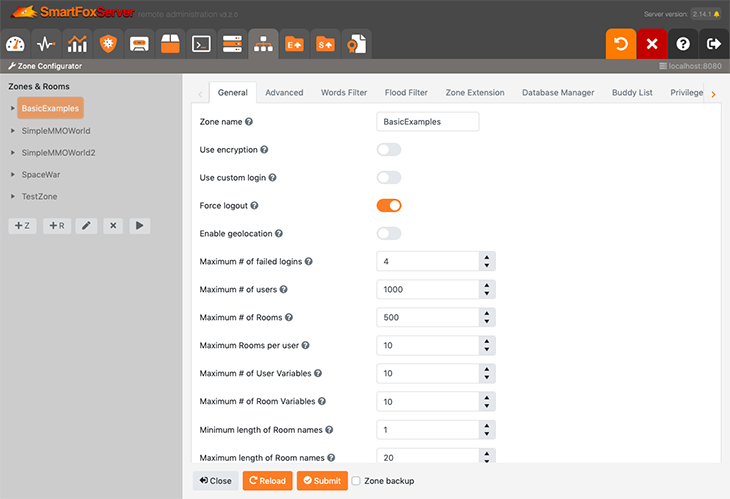 SmartFoxServer remote administration v3.2.0
Server version: 2.14.1
E+ S+
Zone Configurator
localhost:8080
Zones & Rooms
BasicExamples
SimpleMMOWorld
SimpleMMOWorld2
SpaceWar
TestZone
+Z +R
General Advanced Words Filter Flood Filter Zone Extension Database Manager Buddy List Privilege
Zone name BasicExamples
Use encryption
Use custom login
Force logout
Enable geolocation
Maximum # of failed logins 4
Maximum # of users 1000
Maximum # of Rooms 500
Maximum Rooms per user 10
Maximum # of User Variables 10
Maximum # of Room Variables 10
Minimum length of Room names 1
Maximum length of Room names 20
Close Reload Submit Zone backup